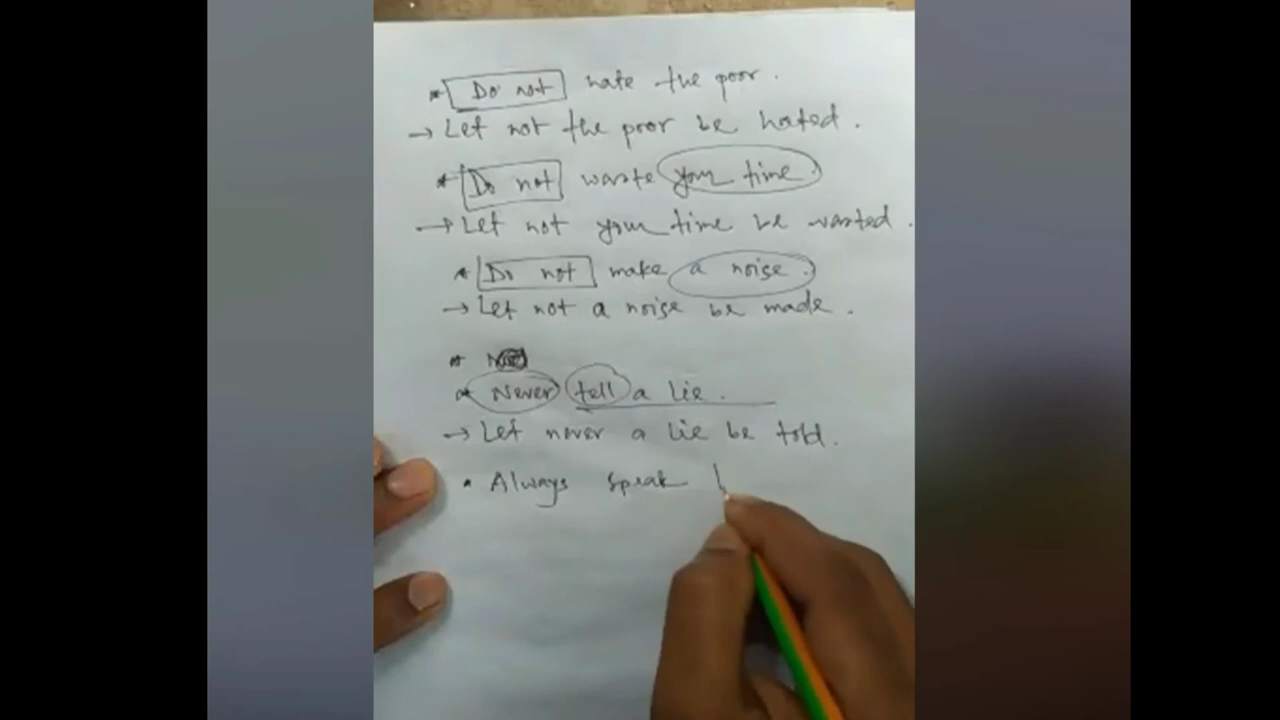 * Do not hate the poor.
→ Let not the poor be hated.
* Do not waste your time.
→ Let not your time be wasted.
* Do not make a noise.
→ Let not a noise be made.
*
* Never tell a lie.
→ Let never a lie be told.
• Always speak